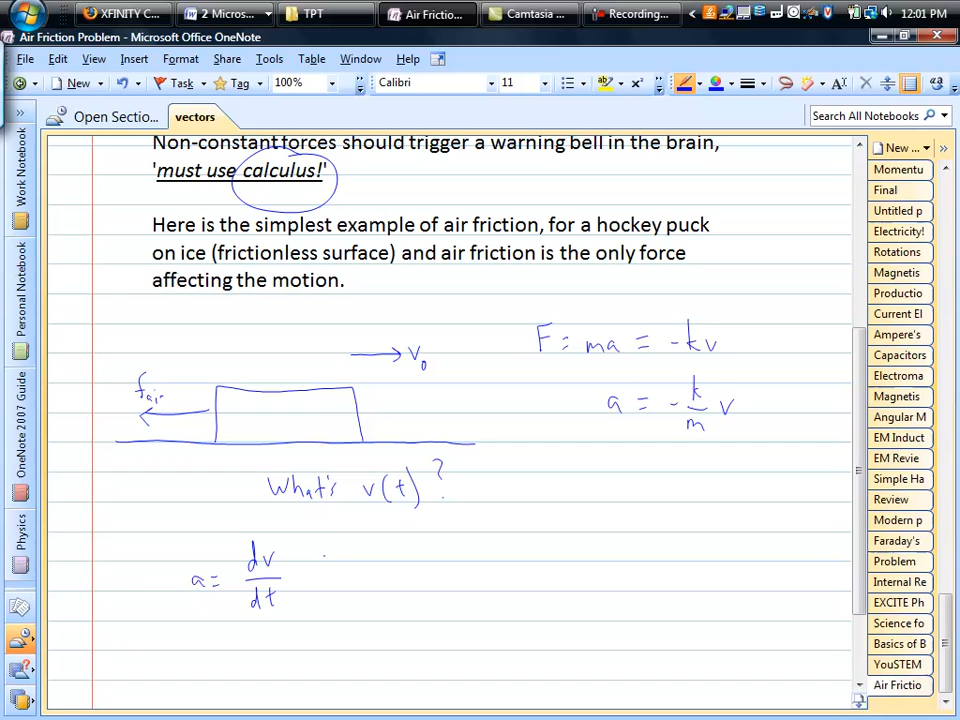 XFINITY C... 2 Micros... TPT Air Frictio... Camtasia ... Recording... 12:01 PM
Air Friction Problem - Microsoft Office OneNote
File Edit View Insert Format Share Tools Table Window Help
New Task Tag 100% Calibri 11
Open Sectio... vectors Search All Notebooks
Non-constant forces should trigger a warning bell in the brain,
'must use calculus!'
Here is the simplest example of air friction, for a hockey puck
on ice (frictionless surface) and air friction is the only force
affecting the motion.
F = ma = -kv
v0
fair
a = - k/m v
What's v(t)?
a = dv/dt
Work Notebook
Personal Notebook
OneNote 2007 Guide
Physics
New ...
Momentu
Final
Untitled p
Electricity!
Rotations
Magnetis
Productio
Current El
Ampere's
Capacitors
Electroma
Magnetis
Angular M
EM Induct
EM Revie
Simple Ha
Review
Modern p
Faraday's
Problem
Internal Re
EXCITE Ph
Science fo
Basics of B
YouSTEM
Air Frictio